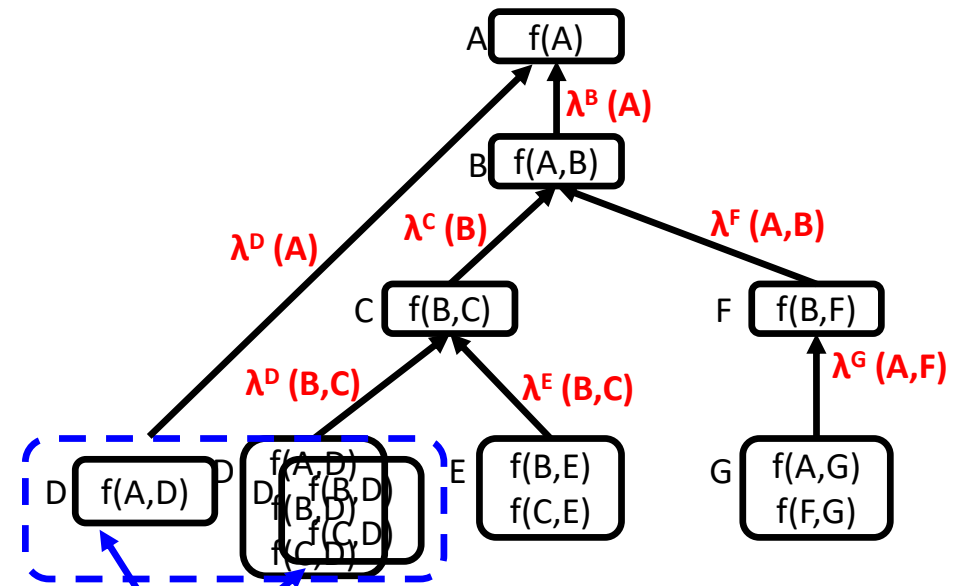 A f(A)
λᴮ (A)
B f(A,B)
λᴰ (A)
λᶜ (B)
λᶠ (A,B)
C f(B,C)
F f(B,F)
λᴰ (B,C)
λᴱ (B,C)
λᴳ (A,F)
D f(A,D)
D f(A,D)
f(B,D)
f(C,D)
D f(B,D)
f(C,D)
E f(B,E)
f(C,E)
G f(A,G)
f(F,G)